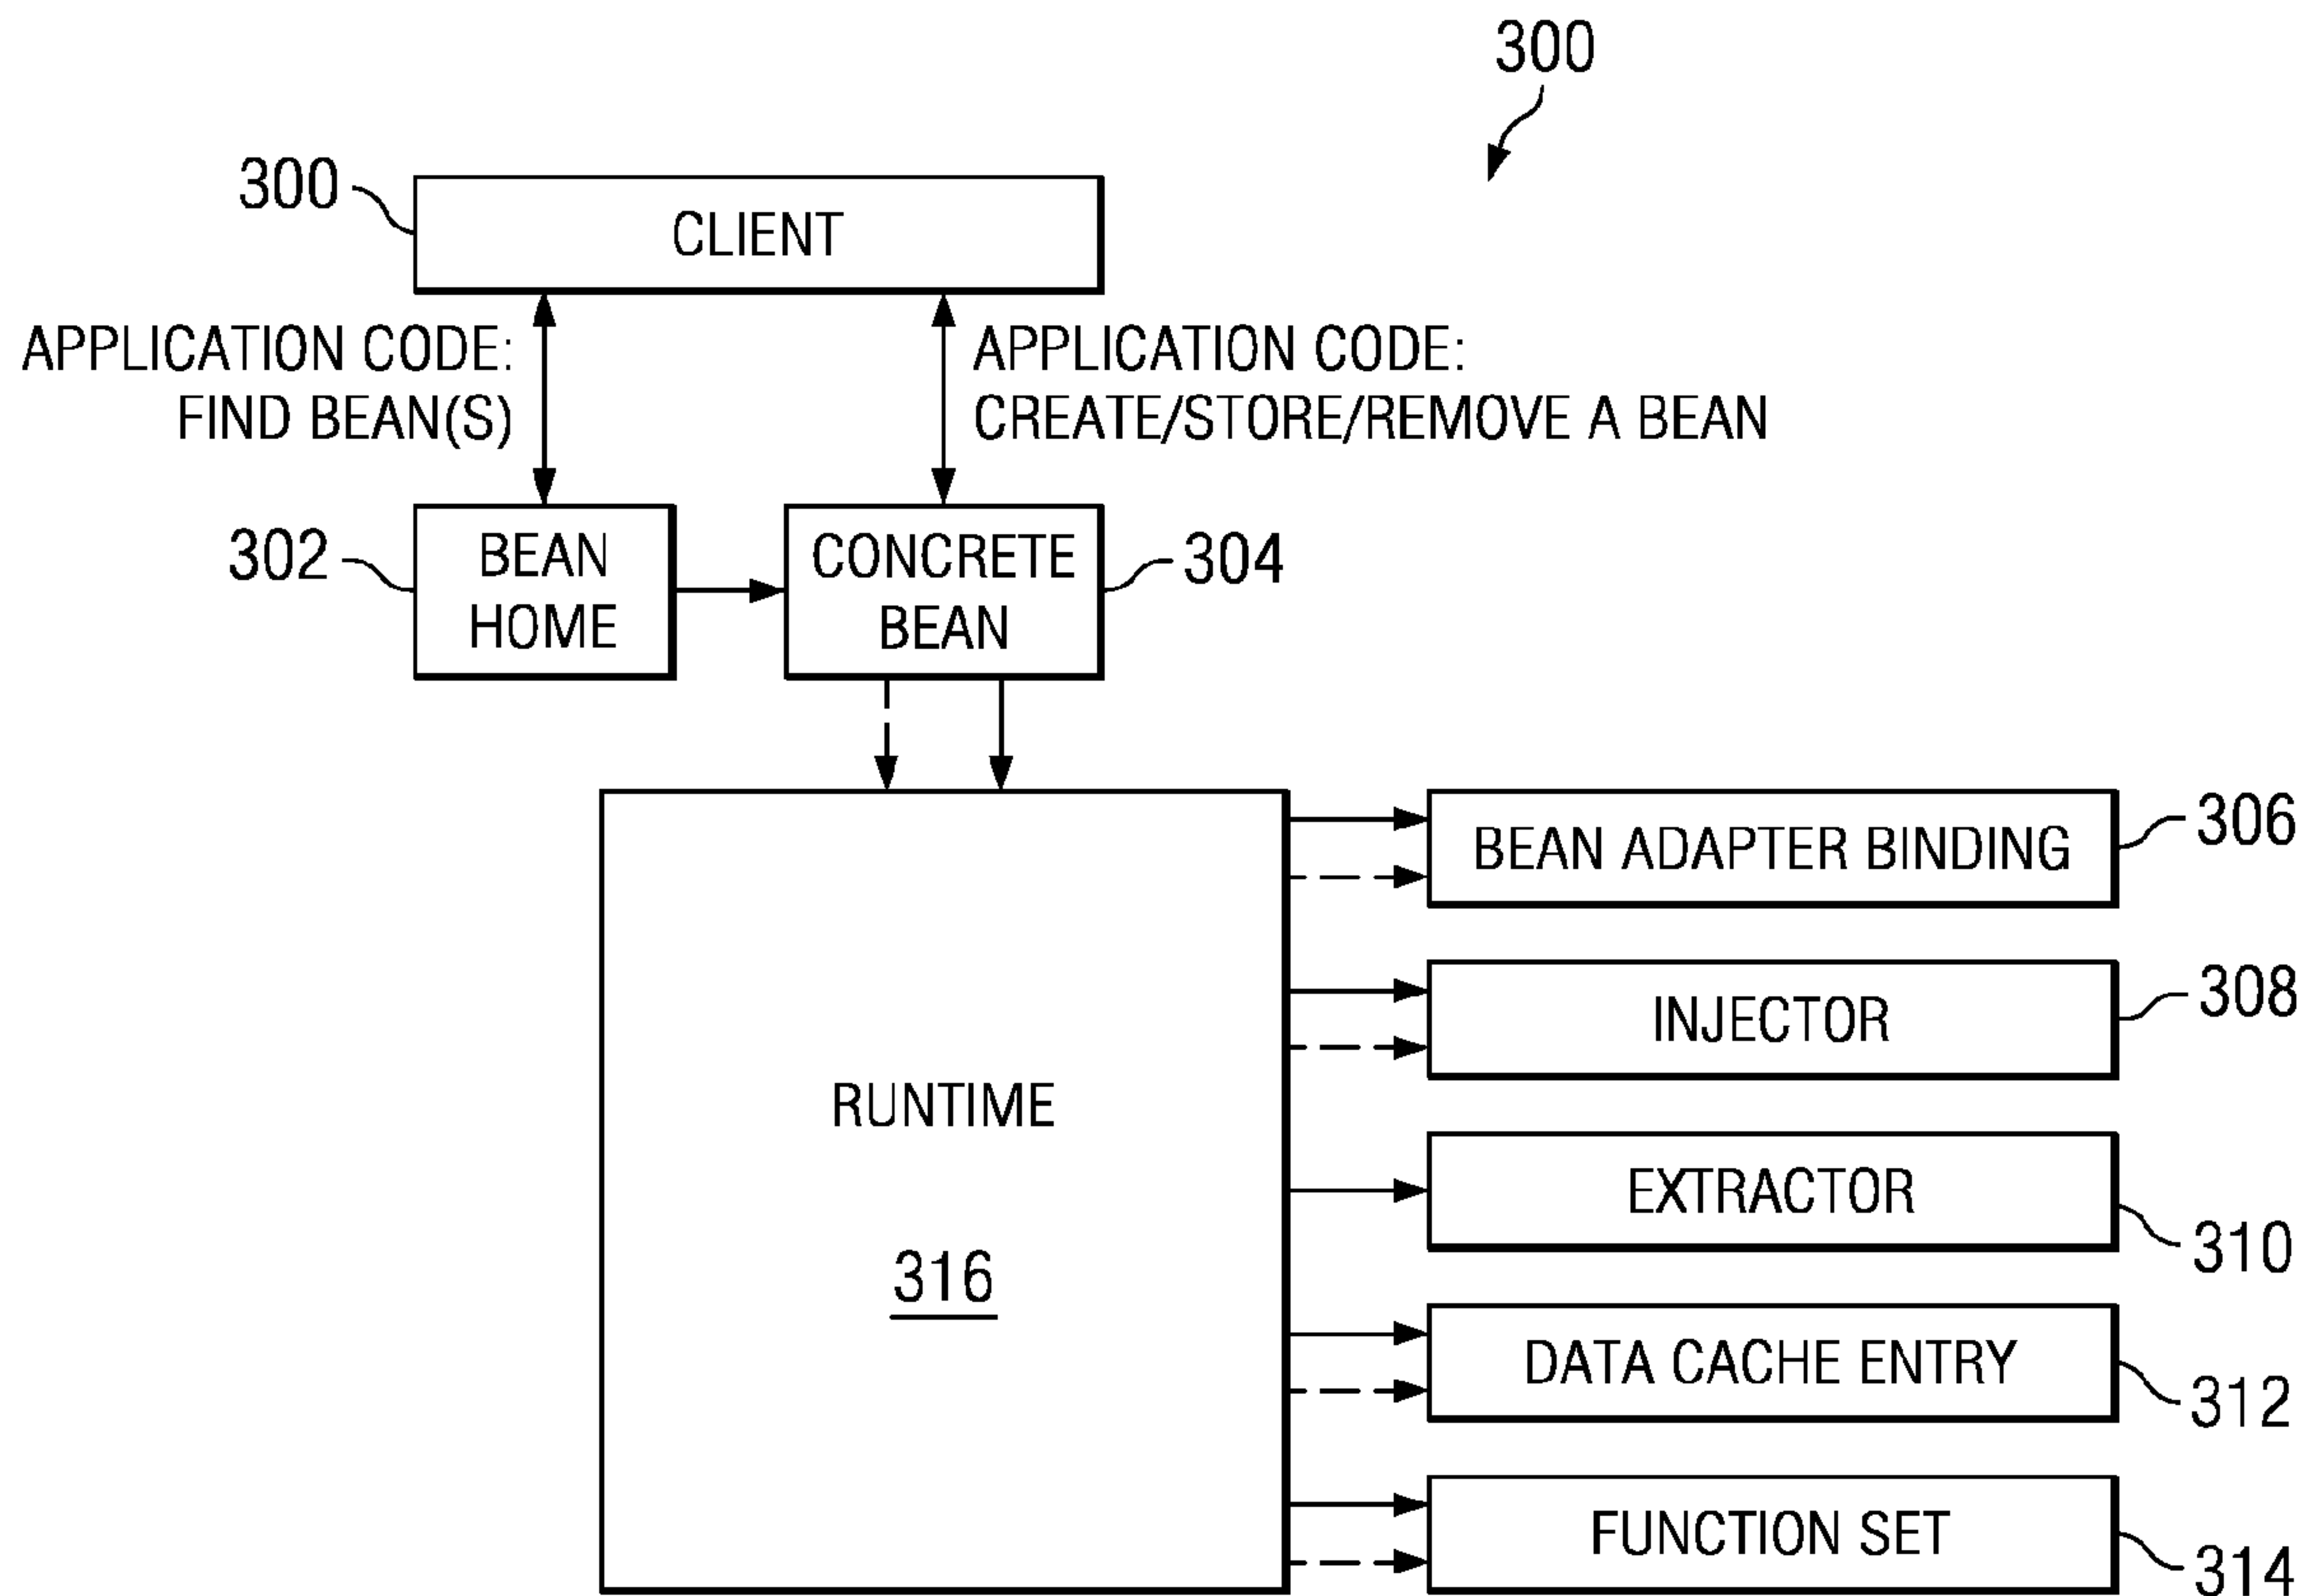 300
300
CLIENT
APPLICATION CODE:
FIND BEAN(S)
APPLICATION CODE:
CREATE/STORE/REMOVE A BEAN
302
BEAN
HOME
CONCRETE
BEAN
304
RUNTIME
316
BEAN ADAPTER BINDING
306
INJECTOR
308
EXTRACTOR
310
DATA CACHE ENTRY
312
FUNCTION SET
314